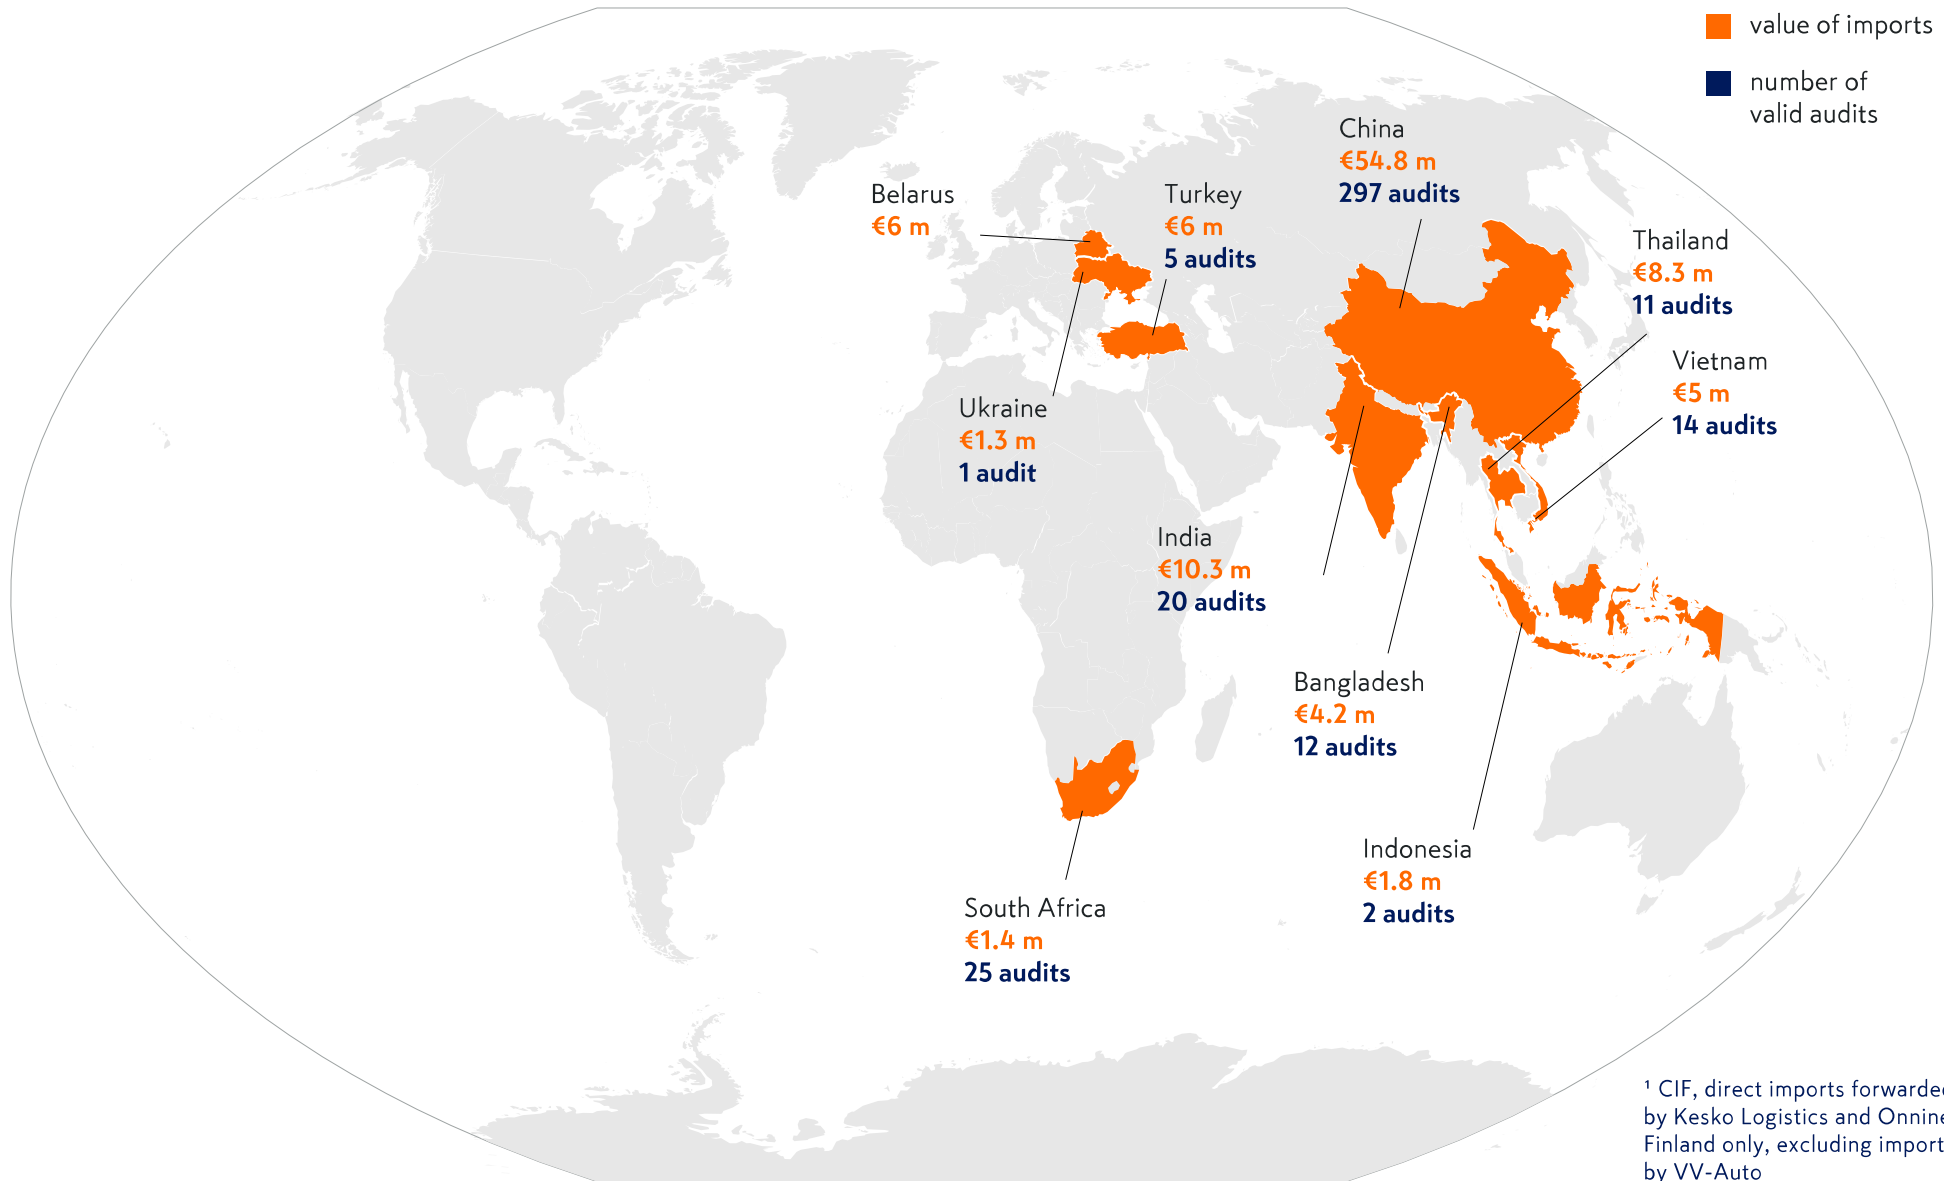 value of imports
number of
valid audits
China
€54.8 m
297 audits
Belarus
€6 m
Turkey
€6 m
5 audits
Thailand
€8.3 m
11 audits
Vietnam
€5 m
14 audits
Ukraine
€1.3 m
1 audit
India
€10.3 m
20 audits
Bangladesh
€4.2 m
12 audits
Indonesia
€1.8 m
2 audits
South Africa
€1.4 m
25 audits
¹ CIF, direct imports forwarded
by Kesko Logistics and Onnine
Finland only, excluding import
by VV-Auto